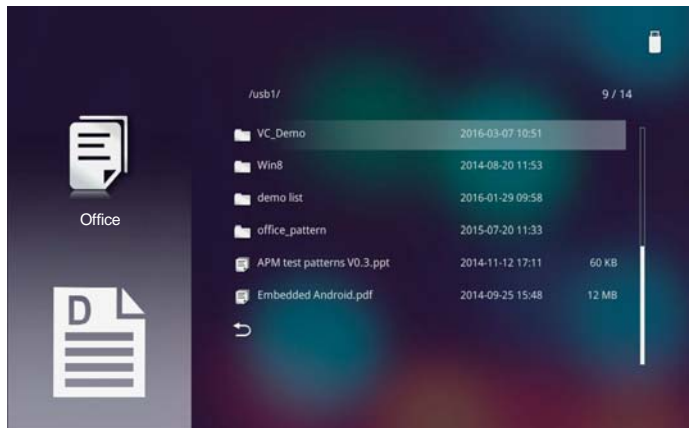 /usb1/ 9 / 14
VC_Demo 2016-03-07 10:51
Win8 2014-08-20 11:53
demo list 2016-01-29 09:58
office_pattern 2015-07-20 11:33
APM test patterns V0.3.ppt 2014-11-12 17:11 60 KB
Embedded Android.pdf 2014-09-25 15:48 12 MB
Office
D